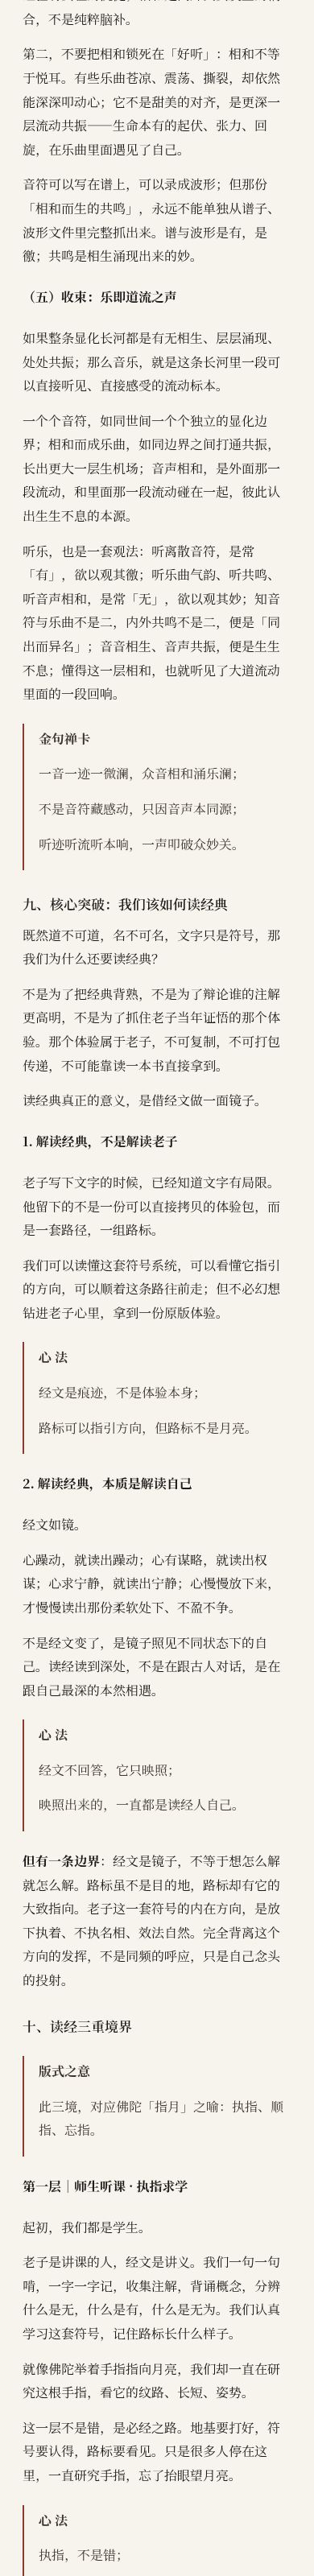 合，不是纯粹脑补。
第二，不要把相和锁死在「好听」：相和不等
于悦耳。有些乐曲苍凉、震荡、撕裂，却依然
能深深叩动心；它不是甜美的对齐，是更深一
层流动共振——生命本有的起伏、张力、回
旋，在乐曲里面遇见了自己。
音符可以写在谱上，可以录成波形；但那份
「相和而生的共鸣」，永远不能单独从谱子、
波形文件里完整抓出来。谱与波形是有，是
徼；共鸣是相生涌现出来的妙。
（五）收束：乐即道流之声
如果整条显化长河都是有无相生、层层涌现、
处处共振；那么音乐，就是这条长河里一段可
以直接听见、直接感受的流动标本。
一个个音符，如同世间一个个独立的显化边
界；相和而成乐曲，如同边界之间打通共振，
长出更大一层生机场；音声相和，是外面那一
段流动，和里面那一段流动碰在一起，彼此认
出生生不息的本源。
听乐，也是一套观法：听离散音符，是常
「有」，欲以观其徼；听乐曲气韵、听共鸣、
听音声相和，是常「无」，欲以观其妙；知音
符与乐曲不是二，内外共鸣不是二，便是「同
出而异名」；音音相生、音声共振，便是生生
不息；懂得这一层相和，也就听见了大道流动
里面的一段回响。
金句禅卡
一音一迹一微澜，众音相和涌乐澜；
不是音符藏感动，只因音声本同源；
听迹听流听本响，一声叩破众妙关。
九、核心突破：我们该如何读经典
既然道不可道，名不可名，文字只是符号，那
我们为什么还要读经典？
不是为了把经典背熟，不是为了辩论谁的注解
更高明，不是为了抓住老子当年证悟的那个体
验。那个体验属于老子，不可复制，不可打包
传递，不可能靠读一本书直接拿到。
读经典真正的意义，是借经文做一面镜子。
1. 解读经典，不是解读老子
老子写下文字的时候，已经知道文字有局限。
他留下的不是一份可以直接拷贝的体验包，而
是一套路径，一组路标。
我们可以读懂这套符号系统，可以看懂它指引
的方向，可以顺着这条路往前走；但不必幻想
钻进老子心里，拿到一份原版体验。
心 法
经文是痕迹，不是体验本身；
路标可以指引方向，但路标不是月亮。
2. 解读经典，本质是解读自己
经文如镜。
心躁动，就读出躁动；心有谋略，就读出权
谋；心求宁静，就读出宁静；心慢慢放下来，
才慢慢读出那份柔软处下、不盈不争。
不是经文变了，是镜子照见不同状态下的自
己。读经读到深处，不是在跟古人对话，是在
跟自己最深的本然相遇。
心 法
经文不回答，它只映照；
映照出来的，一直都是读经人自己。
但有一条边界：经文是镜子，不等于想怎么解
就怎么解。路标虽不是目的地，路标却有它的
大致指向。老子这一套符号的内在方向，是放
下执着、不执名相、效法自然。完全背离这个
方向的发挥，不是同频的呼应，只是自己念头
的投射。
十、读经三重境界
版式之意
此三境，对应佛陀「指月」之喻：执指、顺
指、忘指。
第一层｜师生听课 · 执指求学
起初，我们都是学生。
老子是讲课的人，经文是讲义。我们一句一句
啃，一字一字记，收集注解，背诵概念，分辨
什么是无，什么是有，什么是无为。我们认真
学习这套符号，记住路标长什么样子。
就像佛陀举着手指指向月亮，我们却一直在研
究这根手指，看它的纹路、长短、姿势。
这一层不是错，是必经之路。地基要打好，符
号要认得，路标要看见。只是很多人停在这
里，一直研究手指，忘了抬眼望月亮。
心 法
执指，不是错；